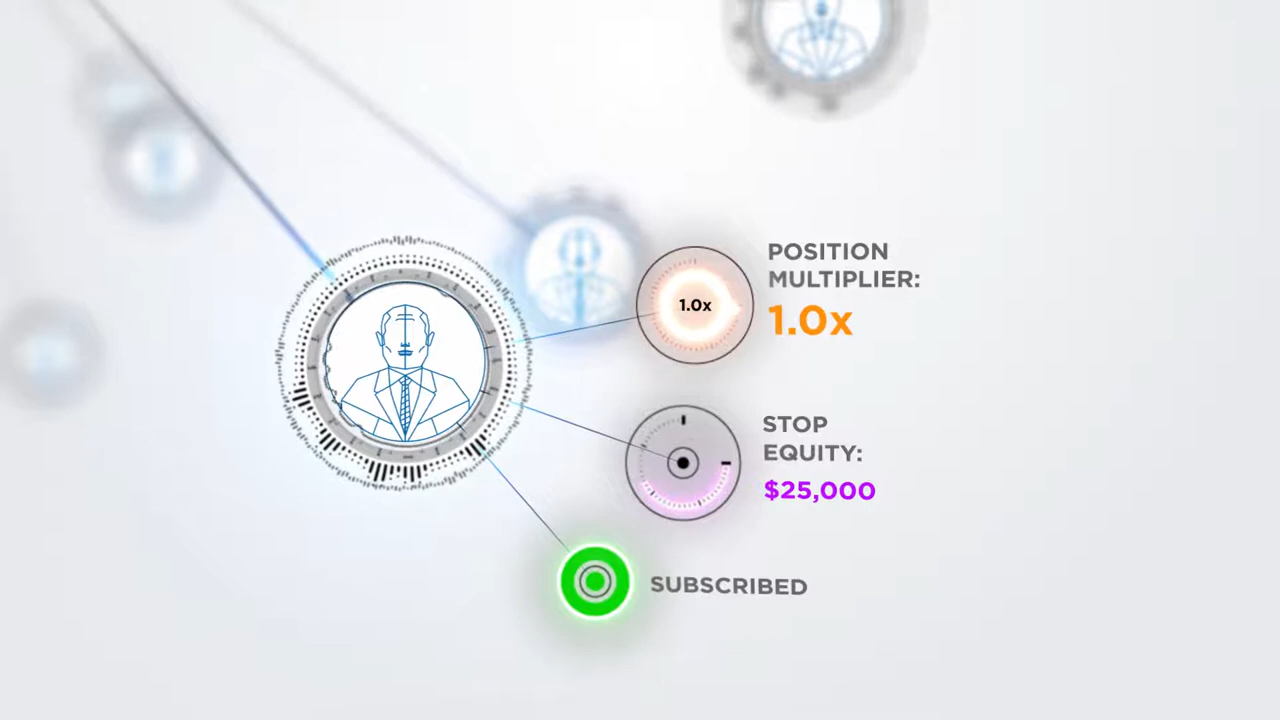 POSITION
MULTIPLIER:
1.0x
1.0x
STOP
EQUITY:
$25,000
SUBSCRIBED